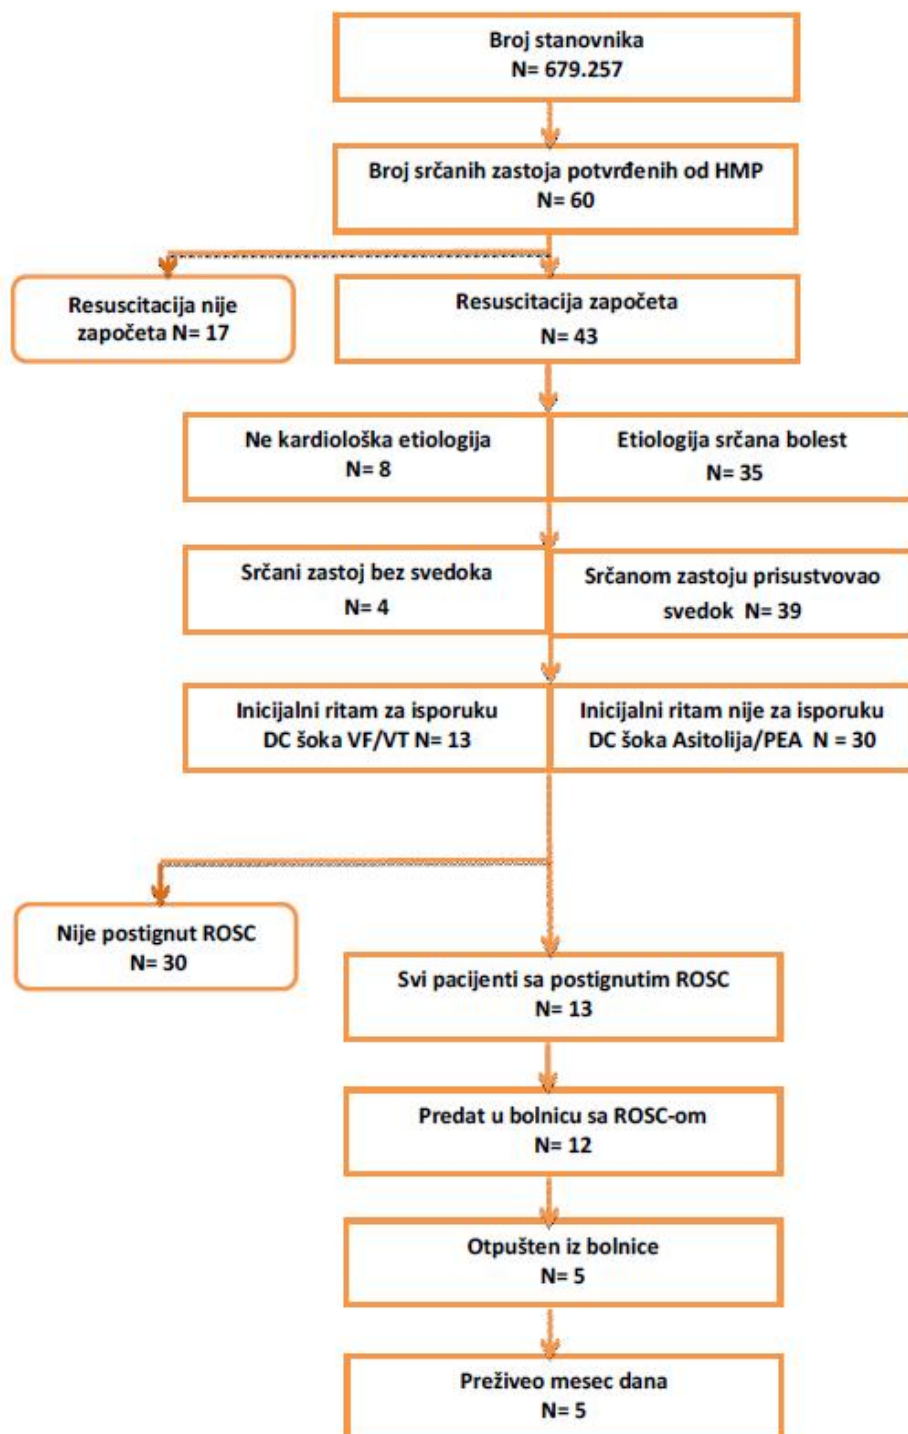 Broj stanovnika
N= 679.257
Broj srčanih zastoja potvrđenih od HMP
N= 60
Resuscitacija nije
započeta N= 17
Resuscitacija započeta
N= 43
Ne kardiološka etiologija
N= 8
Etiologija srčana bolest
N= 35
Srčani zastoj bez svedoka
N= 4
Srčanom zastoju prisustvovao
svedok N= 39
Inicijalni ritam za isporuku
DC šoka VF/VT N= 13
Inicijalni ritam nije za isporuku
DC šoka Asitolija/PEA N = 30
Nije postignut ROSC
N= 30
Svi pacijenti sa postignutim ROSC
N= 13
Predat u bolnicu sa ROSC-om
N= 12
Otpušten iz bolnice
N= 5
Preživeo mesec dana
N= 5